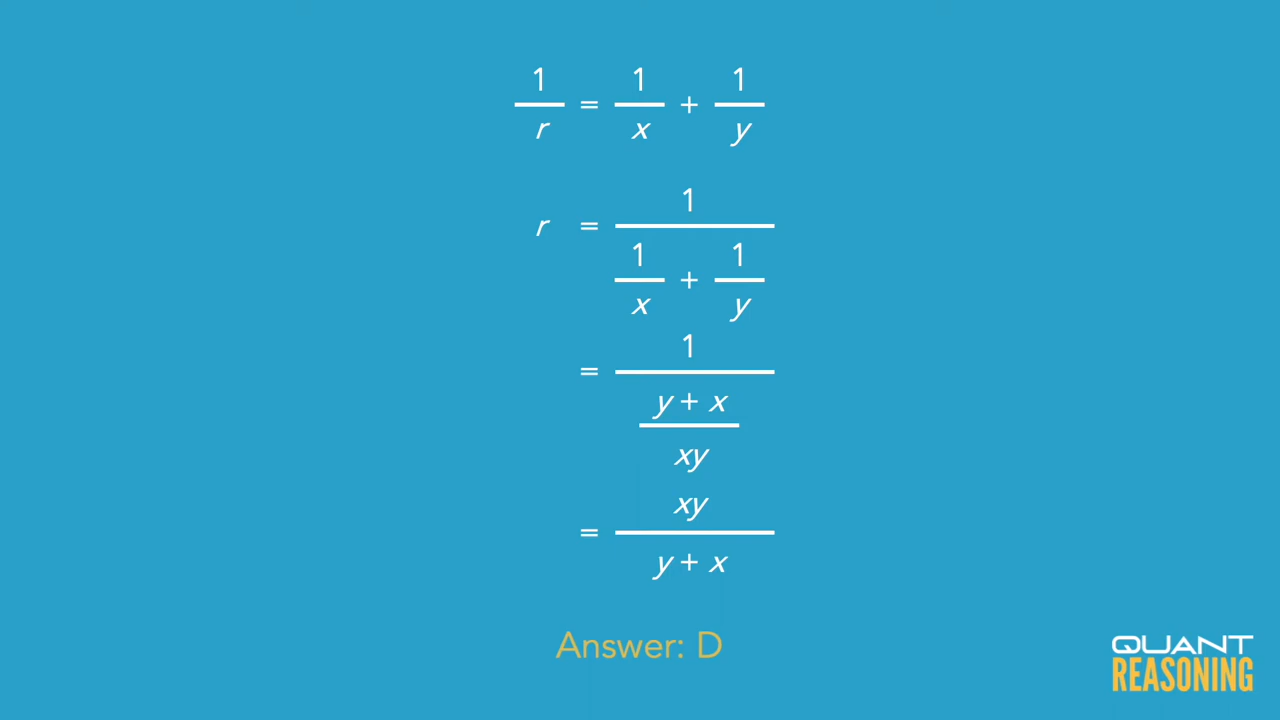 1/r = 1/x + 1/y
r = 1/(1/x + 1/y)
= 1/((y + x)/xy)
= xy/(y + x)
Answer: D
QUANT
REASONING